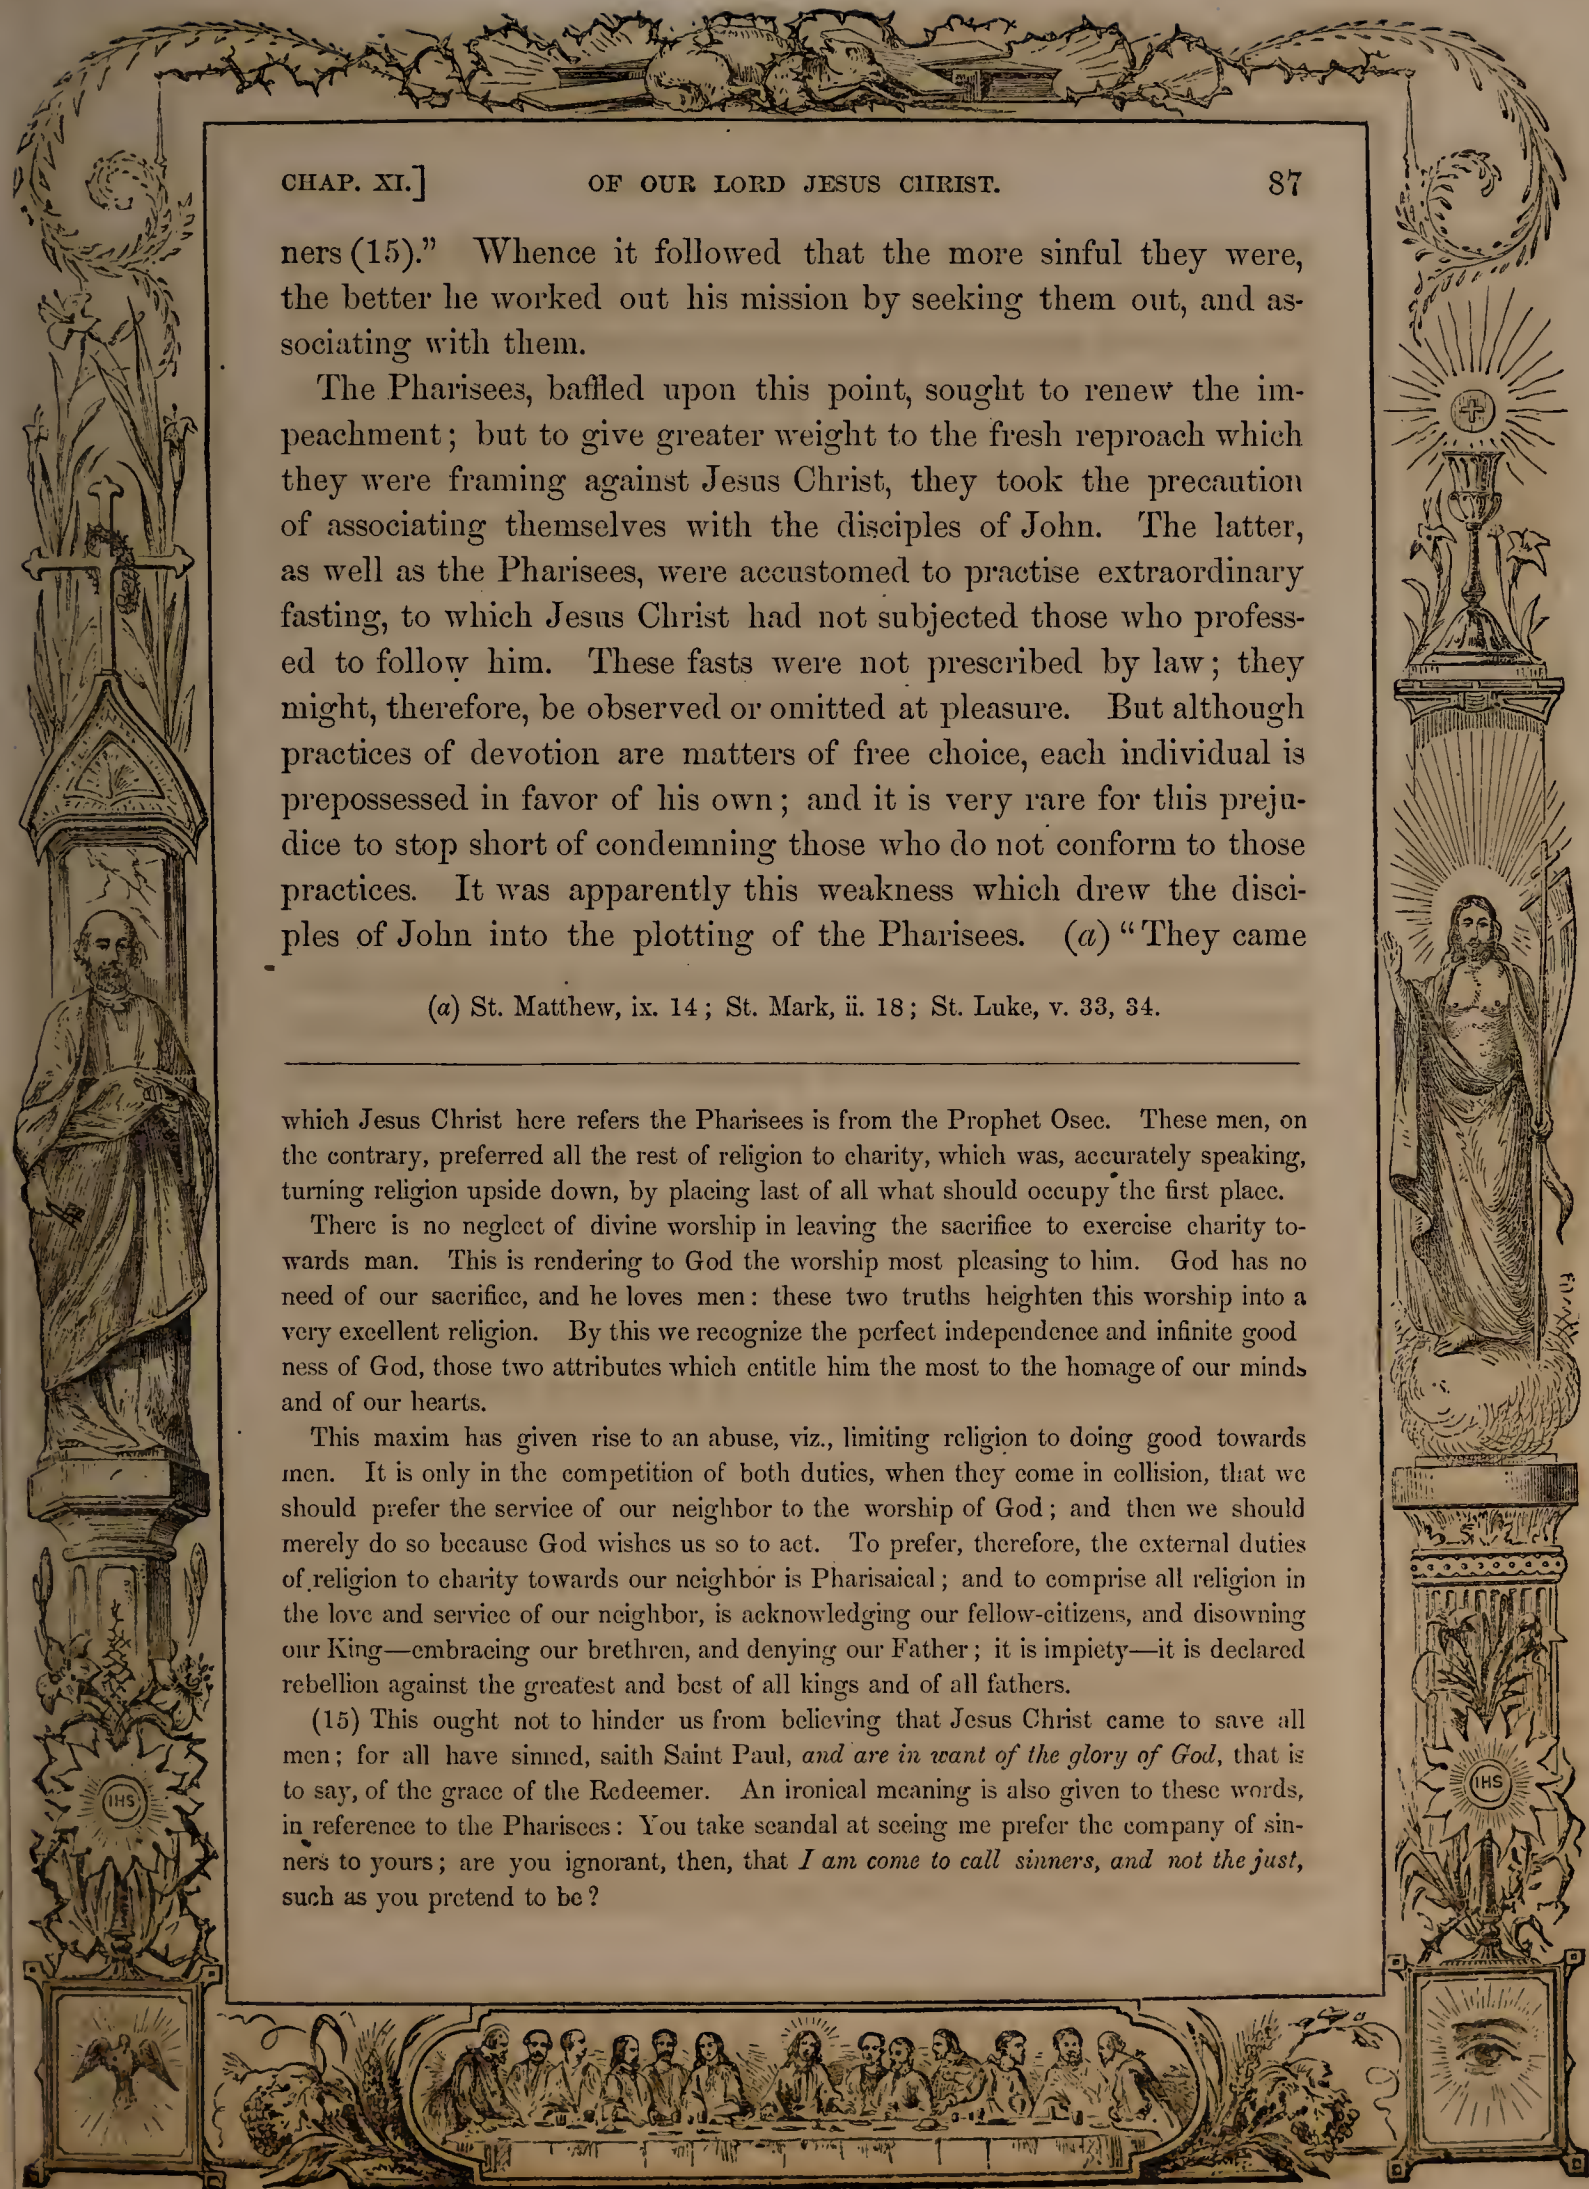 CHAP. XI.] OF OUR LORD JESUS CHRIST. 87
ners (15).” Whence it followed that the more sinful they were,
the better he worked out his mission by seeking them out, and as-
sociating with them.
The Pharisees, baffled upon this point, sought to renew the im-
peachment; but to give greater weight to the fresh reproach which
they were framing against Jesus Christ, they took the precaution
of associating themselves with the disciples of John. The latter,
as well as the Pharisees, were accustomed to practise extraordinary
fasting, to which Jesus Christ had not subjected those who profess-
ed to follow him. These fasts were not prescribed by law; they
might, therefore, be observed or omitted at pleasure. But although
practices of devotion are matters of free choice, each individual is
prepossessed in favor of his own; and it is very rare for this preju-
dice to stop short of condemning those who do not conform to those
practices. It was apparently this weakness which drew the disci-
ples of John into the plotting of the Pharisees. (a) “They came
(a) St. Matthew, ix. 14; St. Mark, ii. 18; St. Luke, v. 33, 34.
which Jesus Christ here refers the Pharisees is from the Prophet Osee. These men, on
the contrary, preferred all the rest of religion to charity, which was, accurately speaking,
turning religion upside down, by placing last of all what should occupy the first place.
There is no neglect of divine worship in leaving the sacrifice to exercise charity to-
wards man. This is rendering to God the worship most pleasing to him. God has no
need of our sacrifice, and he loves men: these two truths heighten this worship into a
very excellent religion. By this we recognize the perfect independence and infinite good
ness of God, those two attributes which entitle him the most to the homage of our minds
and of our hearts.
This maxim has given rise to an abuse, viz., limiting religion to doing good towards
men. It is only in the competition of both duties, when they come in collision, that we
should prefer the service of our neighbor to the worship of God; and then we should
merely do so because God wishes us so to act. To prefer, therefore, the external duties
of religion to charity towards our neighbor is Pharisaical; and to comprise all religion in
the love and service of our neighbor, is acknowledging our fellow-citizens, and disowning
our King—embracing our brethren, and denying our Father; it is impiety—it is declared
rebellion against the greatest and best of all kings and of all fathers.
(15) This ought not to hinder us from believing that Jesus Christ came to save all
men; for all have sinned, saith Saint Paul, and are in want of the glory of God, that is
to say, of the grace of the Redeemer. An ironical meaning is also given to these words,
in reference to the Pharisees: You take scandal at seeing me prefer the company of sin-
ners to yours; are you ignorant, then, that I am come to call sinners, and not the just,
such as you pretend to be?
IHS
IHS